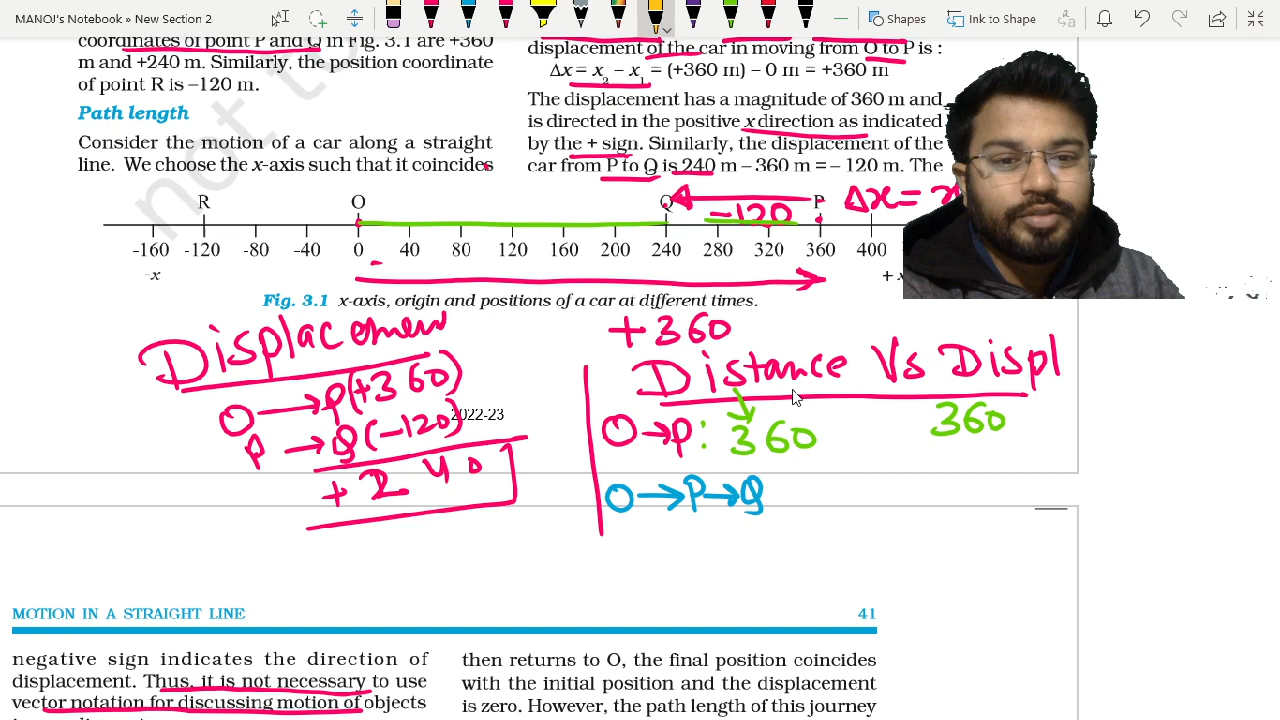 MANOJ's Notebook » New Section 2
Shapes
Ink to Shape
coordinates of point P and Q in Fig. 3.1 are +360
m and +240 m. Similarly, the position coordinate
of point R is –120 m.
Path length
Consider the motion of a car along a straight
line. We choose the x-axis such that it coincides
displacement of the car in moving from O to P is :
Δx = x₂ – x₁ = (+360 m) – 0 m = +360 m
The displacement has a magnitude of 360 m and
is directed in the positive x direction as indicated
by the + sign. Similarly, the displacement of the
car from P to Q is 240 m – 360 m = – 120 m. The
R O Q P Δx =
-120
-160 -120 -80 -40 0 40 80 120 160 200 240 280 320 360 400
-x + x
Fig. 3.1 x-axis, origin and positions of a car at different times.
Displacement
O → P (+360)
P → Q (-120)
+ 240
2022-23
+360
Distance Vs Displ
O → P : 360 360
O → P → Q
MOTION IN A STRAIGHT LINE 41
negative sign indicates the direction of
displacement. Thus, it is not necessary to use
vector notation for discussing motion of objects
then returns to O, the final position coincides
with the initial position and the displacement
is zero. However, the path length of this journey